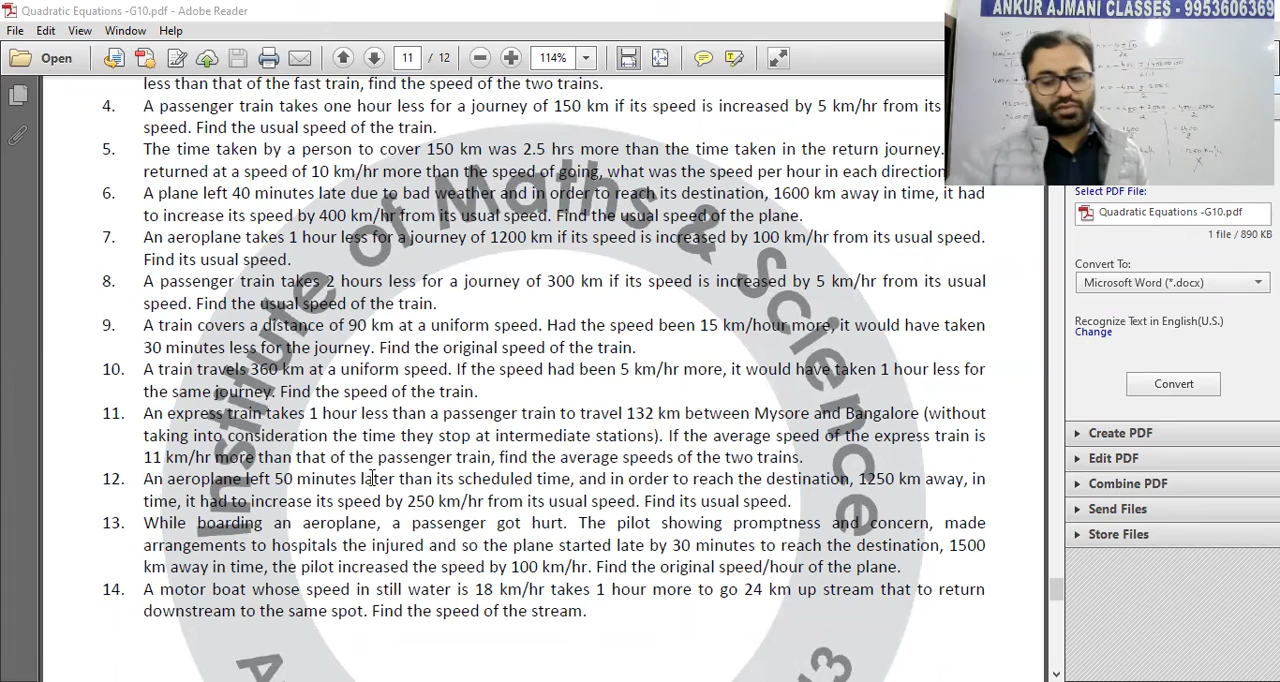 Quadratic Equations -G10.pdf - Adobe Reader
ANKUR AJMANI CLASSES - 9953606369
File Edit View Window Help
Open 11 / 12 114%
less than that of the fast train, find the speed of the two trains.
4. A passenger train takes one hour less for a journey of 150 km if its speed is increased by 5 km/hr from its
speed. Find the usual speed of the train.
5. The time taken by a person to cover 150 km was 2.5 hrs more than the time taken in the return journey.
returned at a speed of 10 km/hr more than the speed of going, what was the speed per hour in each direction
6. A plane left 40 minutes late due to bad weather and in order to reach its destination, 1600 km away in time, it had
to increase its speed by 400 km/hr from its usual speed. Find the usual speed of the plane.
7. An aeroplane takes 1 hour less for a journey of 1200 km if its speed is increased by 100 km/hr from its usual speed.
Find its usual speed.
8. A passenger train takes 2 hours less for a journey of 300 km if its speed is increased by 5 km/hr from its usual
speed. Find the usual speed of the train.
9. A train covers a distance of 90 km at a uniform speed. Had the speed been 15 km/hour more, it would have taken
30 minutes less for the journey. Find the original speed of the train.
10. A train travels 360 km at a uniform speed. If the speed had been 5 km/hr more, it would have taken 1 hour less for
the same journey. Find the speed of the train.
11. An express train takes 1 hour less than a passenger train to travel 132 km between Mysore and Bangalore (without
taking into consideration the time they stop at intermediate stations). If the average speed of the express train is
11 km/hr more than that of the passenger train, find the average speeds of the two trains.
12. An aeroplane left 50 minutes later than its scheduled time, and in order to reach the destination, 1250 km away, in
time, it had to increase its speed by 250 km/hr from its usual speed. Find its usual speed.
13. While boarding an aeroplane, a passenger got hurt. The pilot showing promptness and concern, made
arrangements to hospitals the injured and so the plane started late by 30 minutes to reach the destination, 1500
km away in time, the pilot increased the speed by 100 km/hr. Find the original speed/hour of the plane.
14. A motor boat whose speed in still water is 18 km/hr takes 1 hour more to go 24 km up stream that to return
downstream to the same spot. Find the speed of the stream.
Institute of Maths & Science
Select PDF File:
Quadratic Equations -G10.pdf
1 file / 890 KB
Convert To:
Microsoft Word (*.docx)
Recognize Text in English(U.S.)
Change
Convert
Create PDF
Edit PDF
Combine PDF
Send Files
Store Files